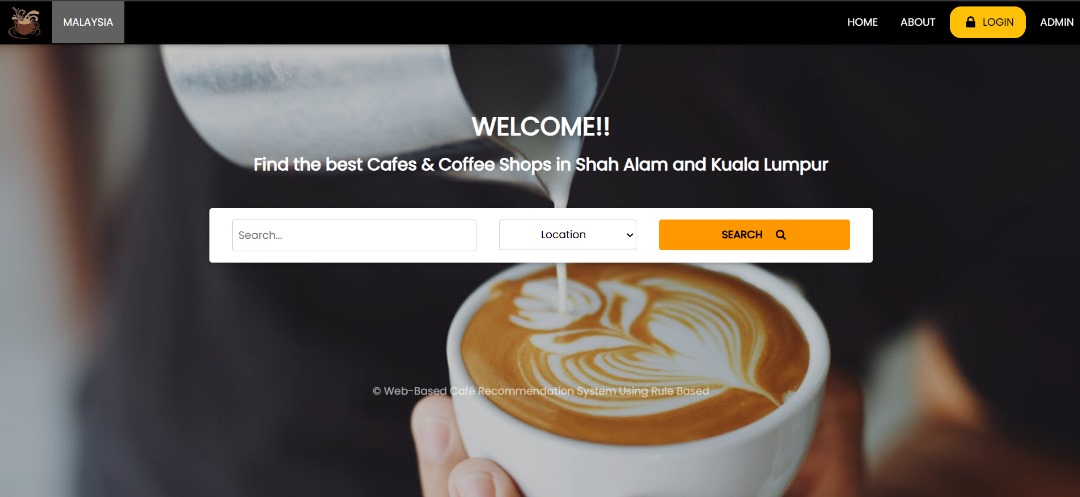 MALAYSIA
HOME
ABOUT
LOGIN
ADMIN
WELCOME!!
Find the best Cafes & Coffee Shops in Shah Alam and Kuala Lumpur
Search...
Location
SEARCH
© Web-Based Café Recommendation System Using Rule Based